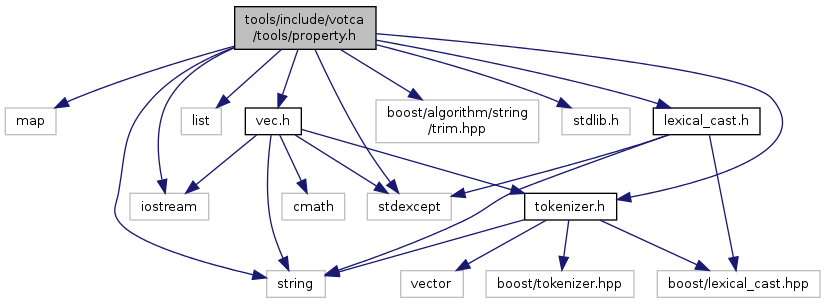 tools/include/votca
/tools/property.h
map
list
vec.h
boost/algorithm/string
/trim.hpp
stdlib.h
lexical_cast.h
iostream
cmath
stdexcept
tokenizer.h
string
vector
boost/tokenizer.hpp
boost/lexical_cast.hpp